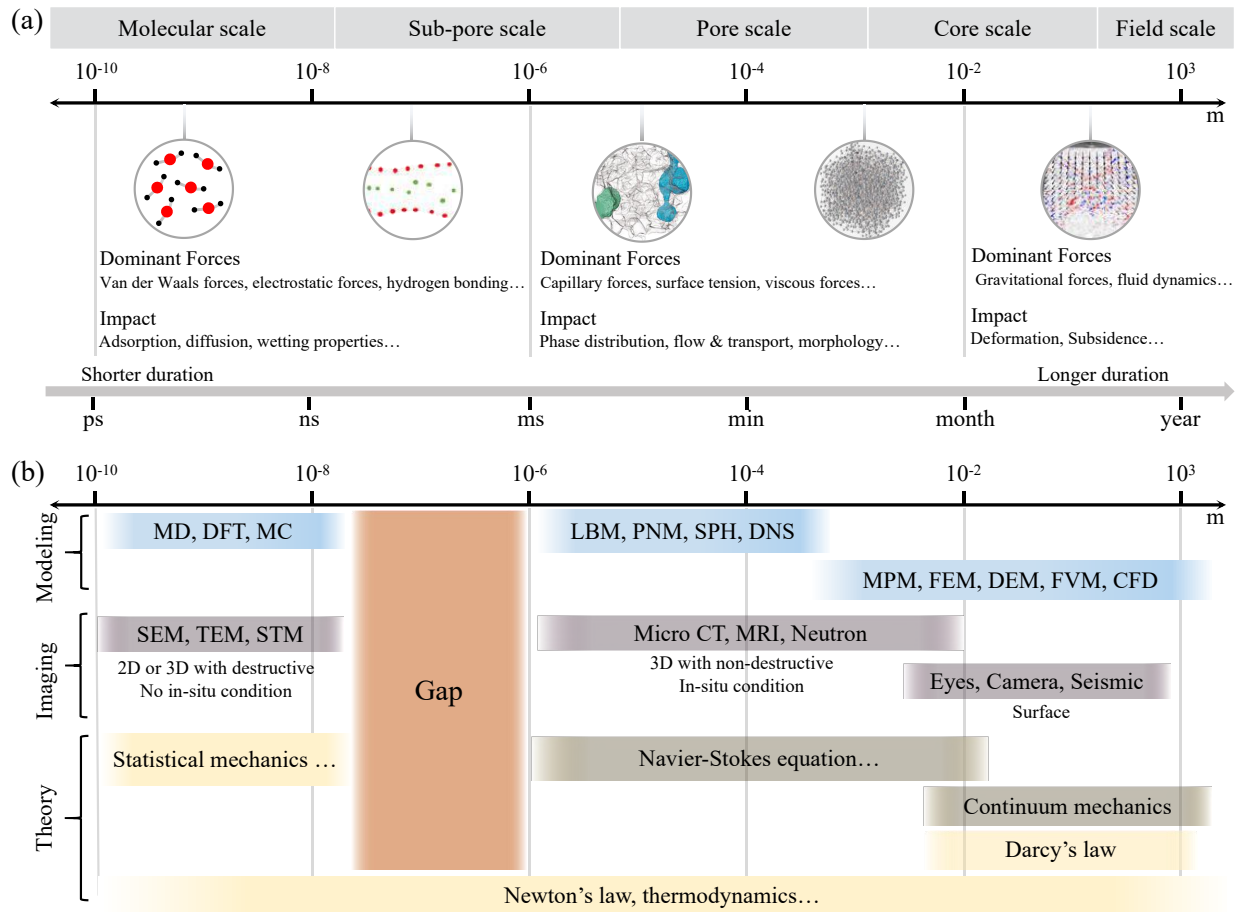 (a)
Molecular scale Sub-pore scale Pore scale Core scale Field scale
10⁻¹⁰ 10⁻⁸ 10⁻⁶ 10⁻⁴ 10⁻² 10³
m
Dominant Forces
Van der Waals forces, electrostatic forces, hydrogen bonding…
Impact
Adsorption, diffusion, wetting properties…
Dominant Forces
Capillary forces, surface tension, viscous forces…
Impact
Phase distribution, flow & transport, morphology…
Dominant Forces
Gravitational forces, fluid dynamics…
Impact
Deformation, Subsidence…
Shorter duration Longer duration
ps ns ms min month year
(b)
10⁻¹⁰ 10⁻⁸ 10⁻⁶ 10⁻⁴ 10⁻² 10³
m
Modeling
MD, DFT, MC
LBM, PNM, SPH, DNS
MPM, FEM, DEM, FVM, CFD
Imaging
SEM, TEM, STM
2D or 3D with destructive
No in-situ condition
Gap
Micro CT, MRI, Neutron
3D with non-destructive
In-situ condition
Eyes, Camera, Seismic
Surface
Theory
Statistical mechanics …
Navier-Stokes equation…
Continuum mechanics
Darcy’s law
Newton’s law, thermodynamics…